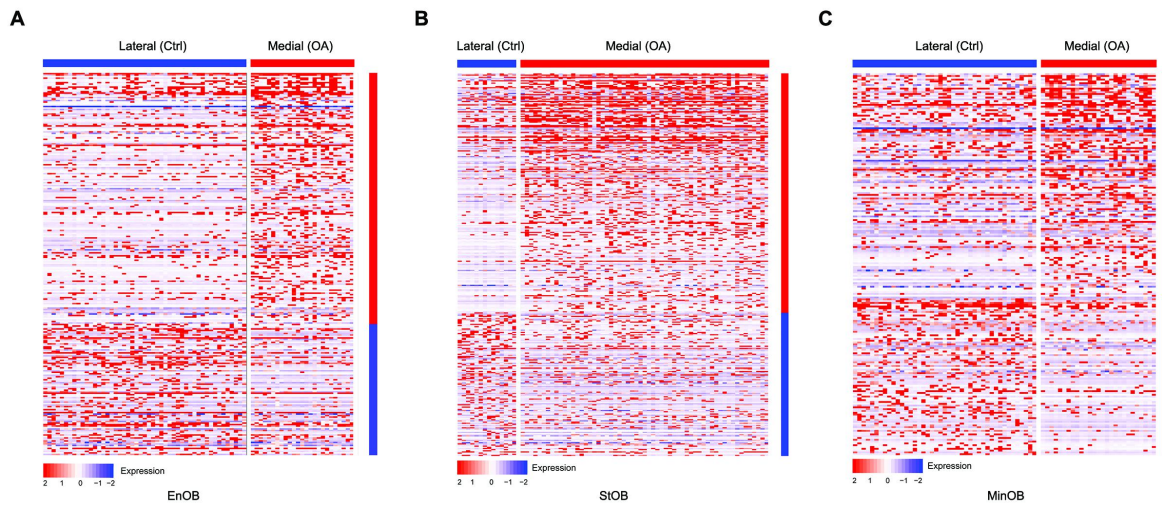 A
B
C
Lateral (Ctrl) Medial (OA)
Lateral (Ctrl) Medial (OA)
Lateral (Ctrl) Medial (OA)
Expression
2 1 0 −1 −2
EnOB
Expression
2 1 0 −1 −2
StOB
Expression
2 1 0 −1 −2
MinOB